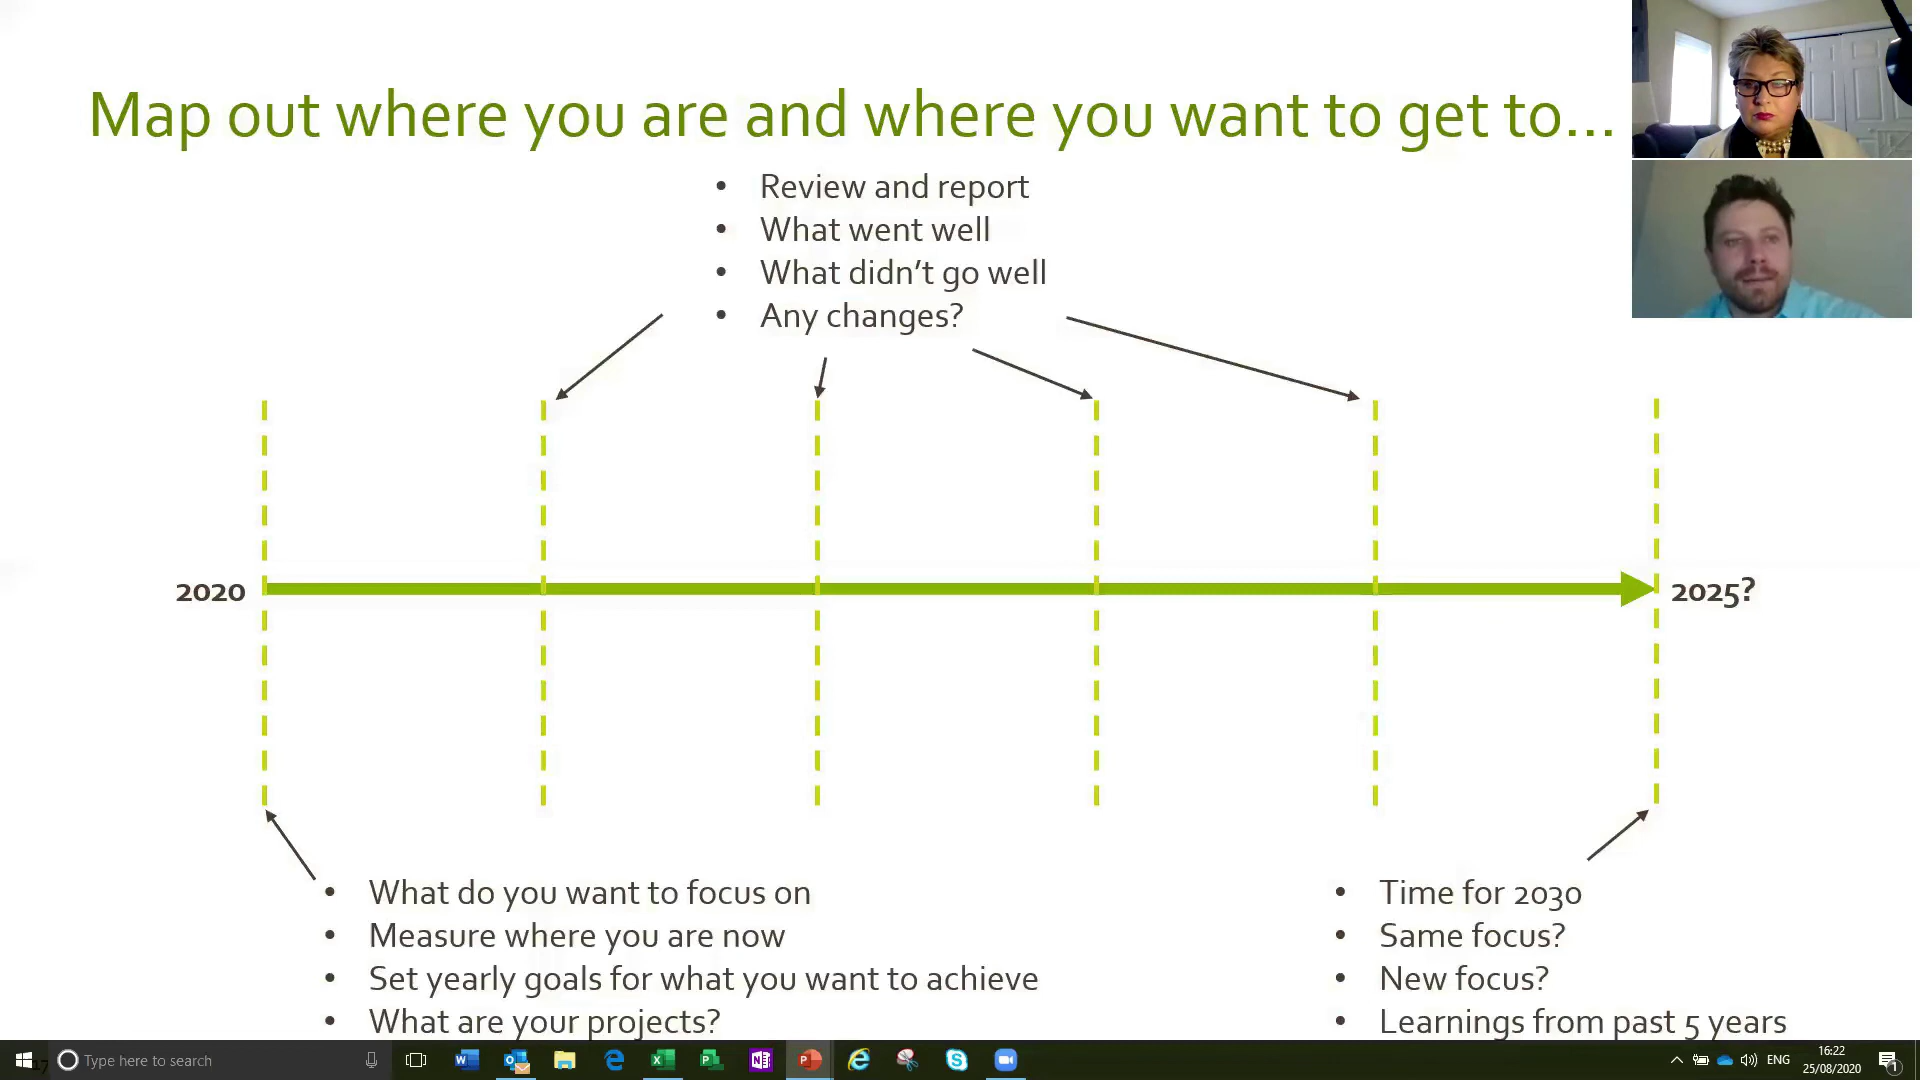 Map out where you are and where you want to get to...
• Review and report
• What went well
• What didn’t go well
• Any changes?
2020
2025?
• What do you want to focus on
• Measure where you are now
• Set yearly goals for what you want to achieve
• What are your projects?
• Time for 2030
• Same focus?
• New focus?
• Learnings from past 5 years
Type here to search
ENG
16:22
25/08/2020